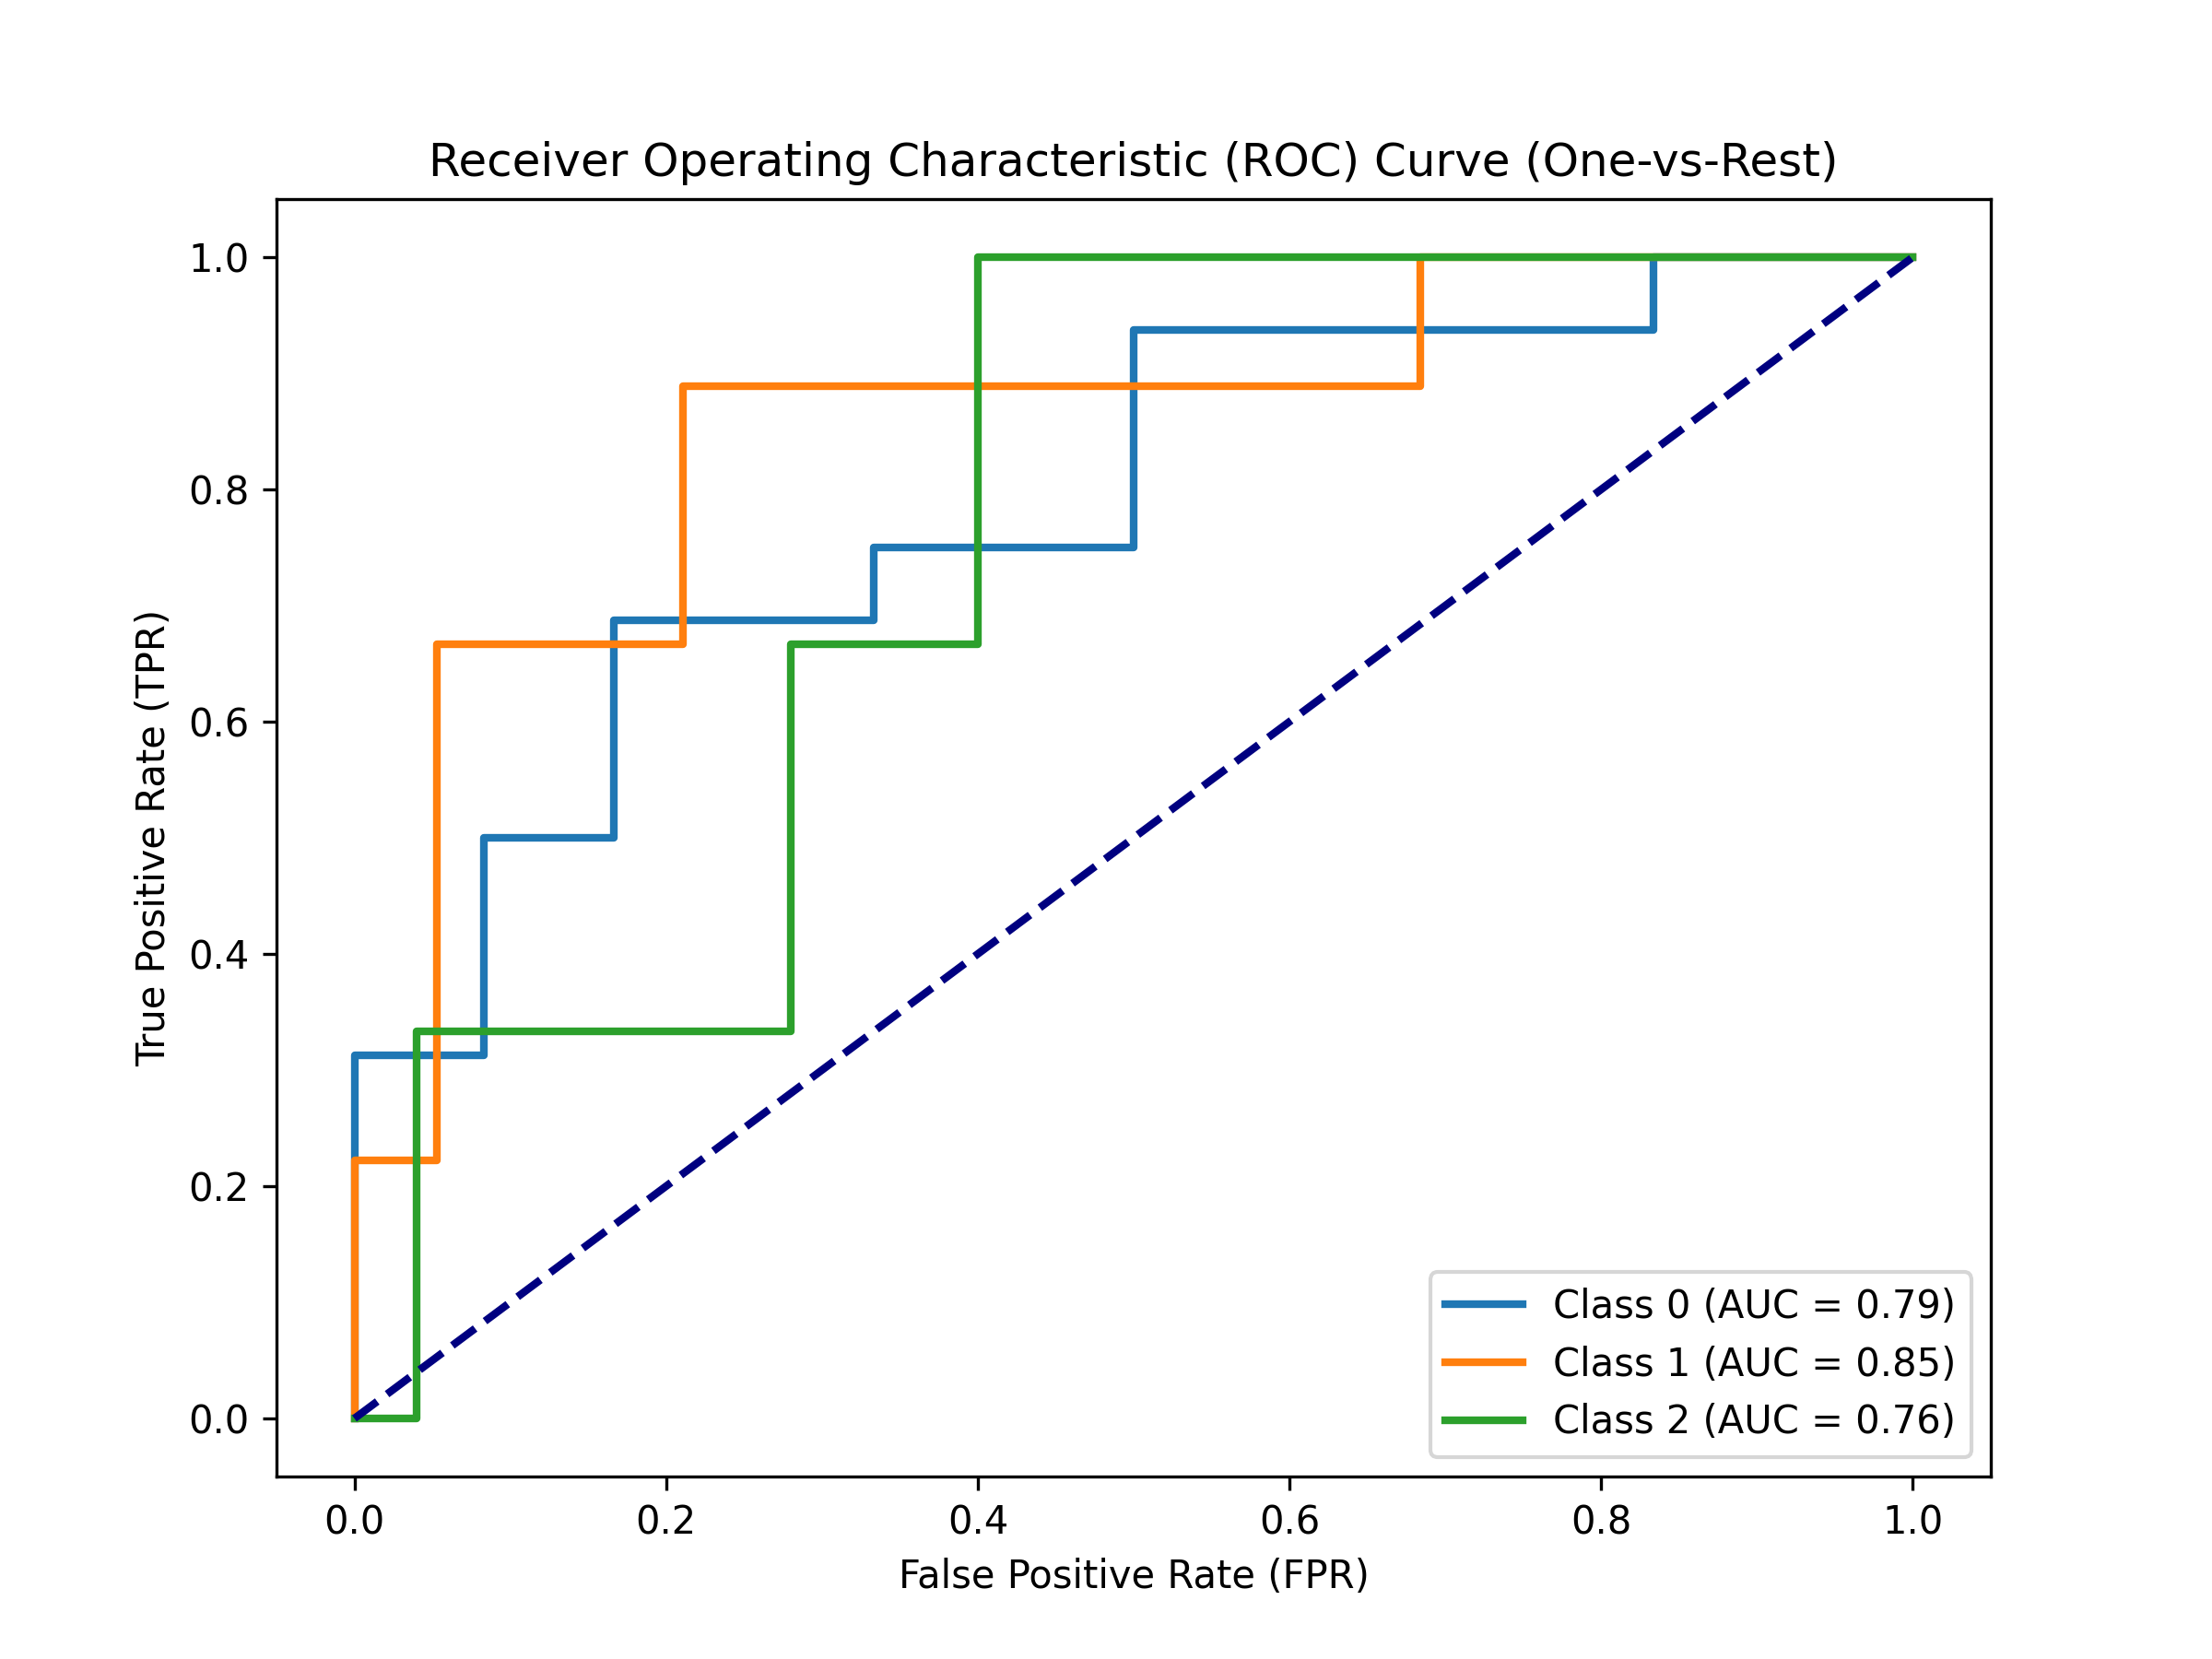 Receiver Operating Characteristic (ROC) Curve (One-vs-Rest)
True Positive Rate (TPR)
1.0
0.8
0.6
0.4
0.2
0.0
0.0 0.2 0.4 0.6 0.8 1.0
False Positive Rate (FPR)
Class 0 (AUC = 0.79)
Class 1 (AUC = 0.85)
Class 2 (AUC = 0.76)